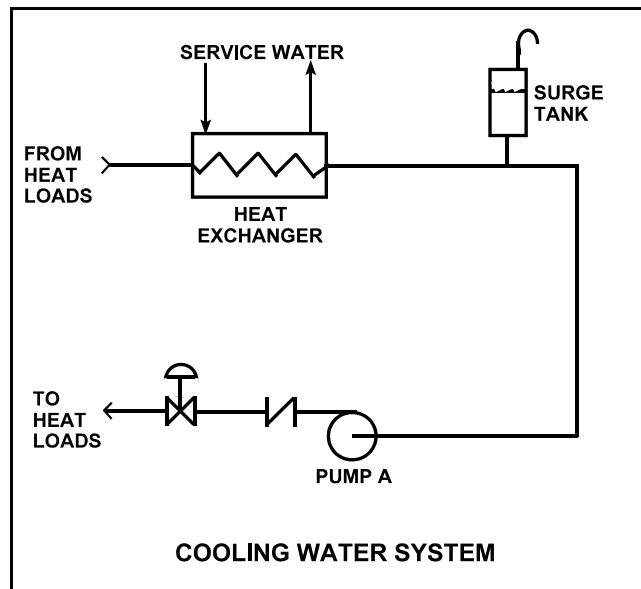 SERVICE WATER
SURGE
TANK
FROM
HEAT
LOADS
HEAT
EXCHANGER
TO
HEAT
LOADS
PUMP A
COOLING WATER SYSTEM